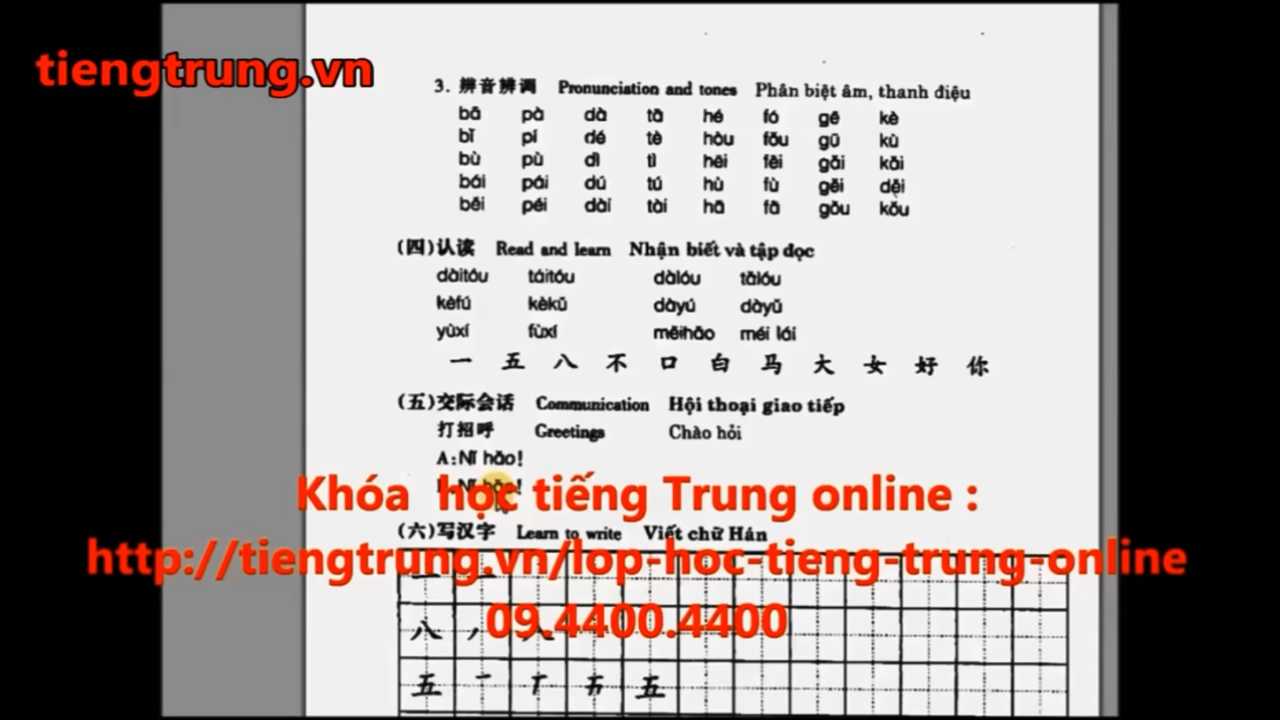 tiengtrung.vn
3. 辨音辨调 Pronunciation and tones Phân biệt âm, thanh điệu
bā pà dà tā hé fó gē kè
bǐ pí dé tè hòu fǒu gū kù
bù pù dì tì hēi fēi gǎi kǎi
bái pái dú tú hù fù gěi děi
běi péi dài tài hā fā gòu kǒu
(四)认读 Read and learn Nhận biết và tập đọc
dàitóu táitóu dàlóu tǎlóu
kèfú kèkǔ dàyú dàyǔ
yùxí fùxí měihǎo méi lái
一 五 八 不 口 白 马 大 女 好 你
(五)交际会话 Communication Hội thoại giao tiếp
打招呼 Greetings Chào hỏi
A:Nǐ hǎo!
Khóa học tiếng Trung online :
(六)写汉字 Learn to write Viết chữ Hán
http://tiengtrung.vn/lop-hoc-tieng-trung-online
09.4400.4400
八
五 五